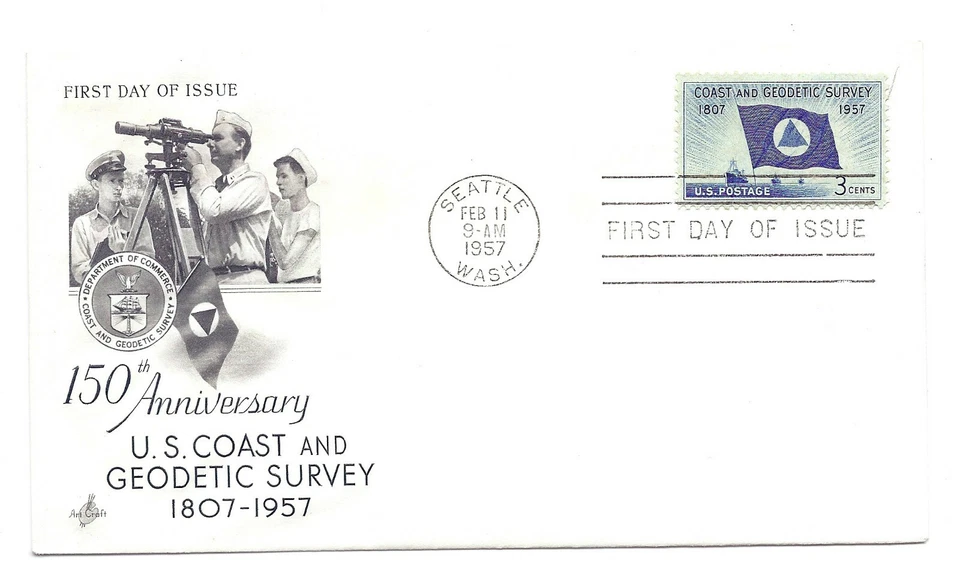 FIRST DAY OF ISSUE
DEPARTMENT OF COMMERCE
COAST AND GEODETIC SURVEY
150th Anniversary
U.S. COAST AND
GEODETIC SURVEY
1807-1957
Art Craft
SEATTLE
FEB 11
9-AM
1957
WASH.
COAST AND GEODETIC SURVEY
1807 1957
U.S. POSTAGE 3 CENTS
FIRST DAY OF ISSUE